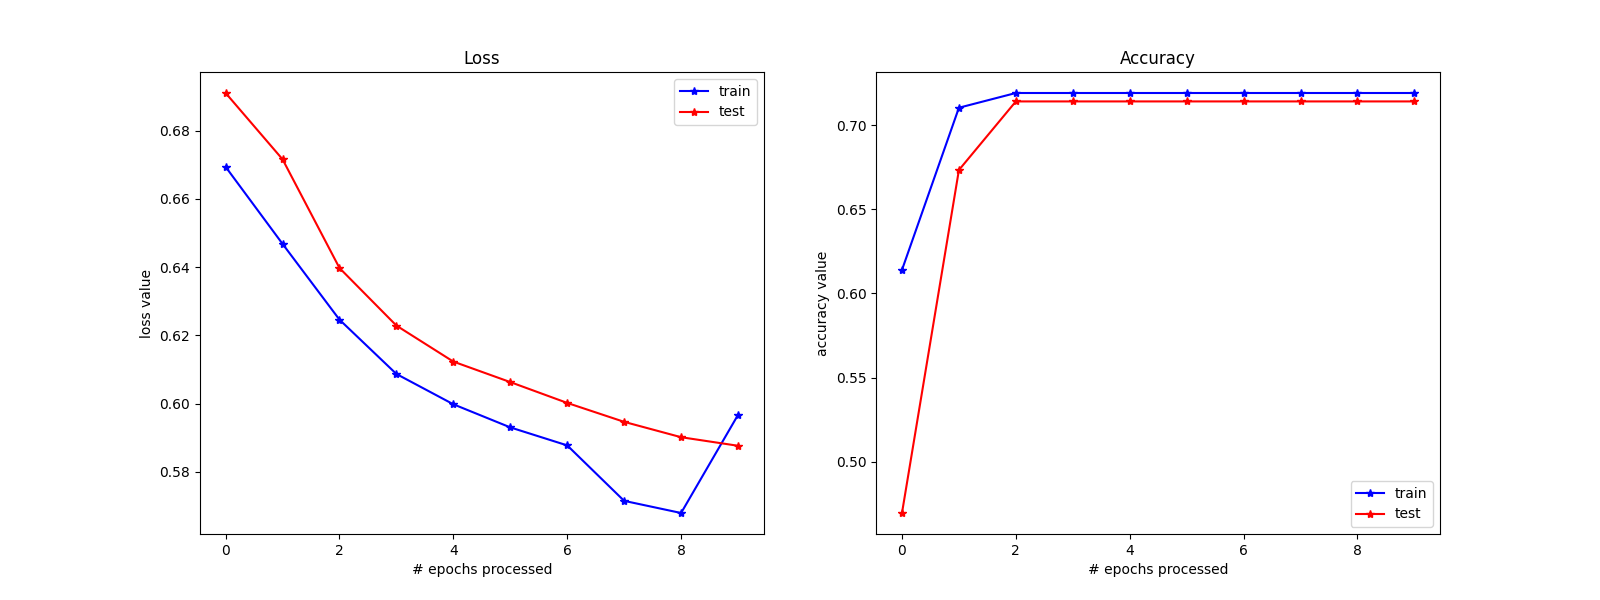 Loss
train
test
0.68
0.66
0.64
0.62
0.60
0.58
loss value
0 2 4 6 8
# epochs processed
Accuracy
0.70
0.65
0.60
0.55
0.50
accuracy value
train
test
0 2 4 6 8
# epochs processed